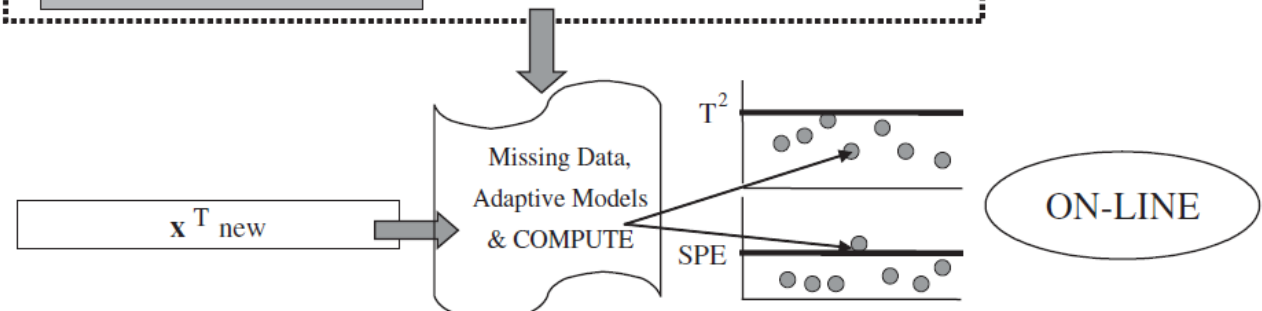 T²
Missing Data,
Adaptive Models
& COMPUTE
x ᵀ new
SPE
ON-LINE